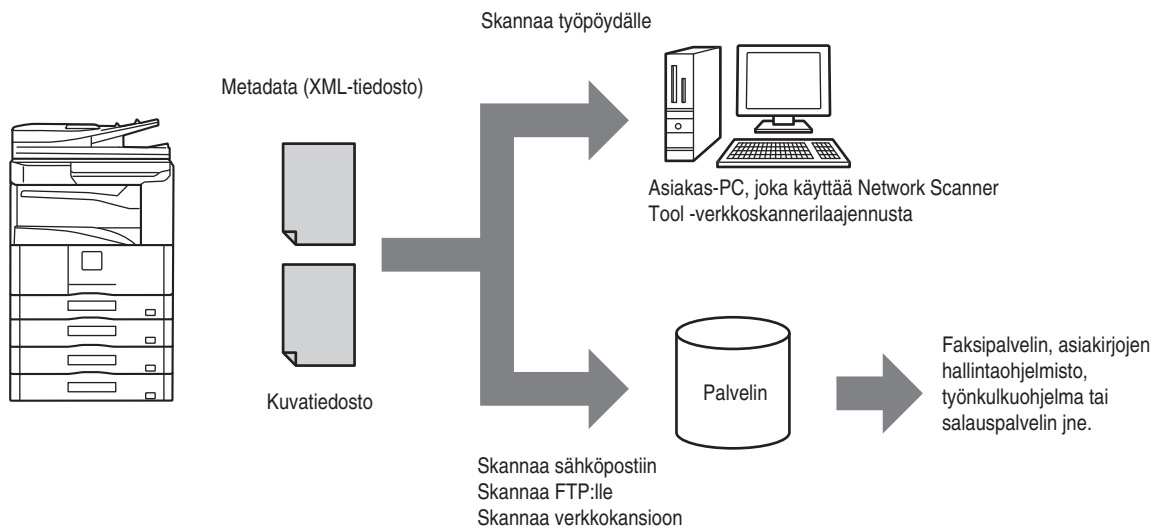 Skannaa työpöydälle
Metadata (XML-tiedosto)
Asiakas-PC, joka käyttää Network Scanner
Tool -verkkoskannerilaajennusta
Kuvatiedosto
Palvelin
Faksipalvelin, asiakirjojen
hallintaohjelmisto,
työnkulkuohjelma tai
salauspalvelin jne.
Skannaa sähköpostiin
Skannaa FTP:lle
Skannaa verkkokansioon